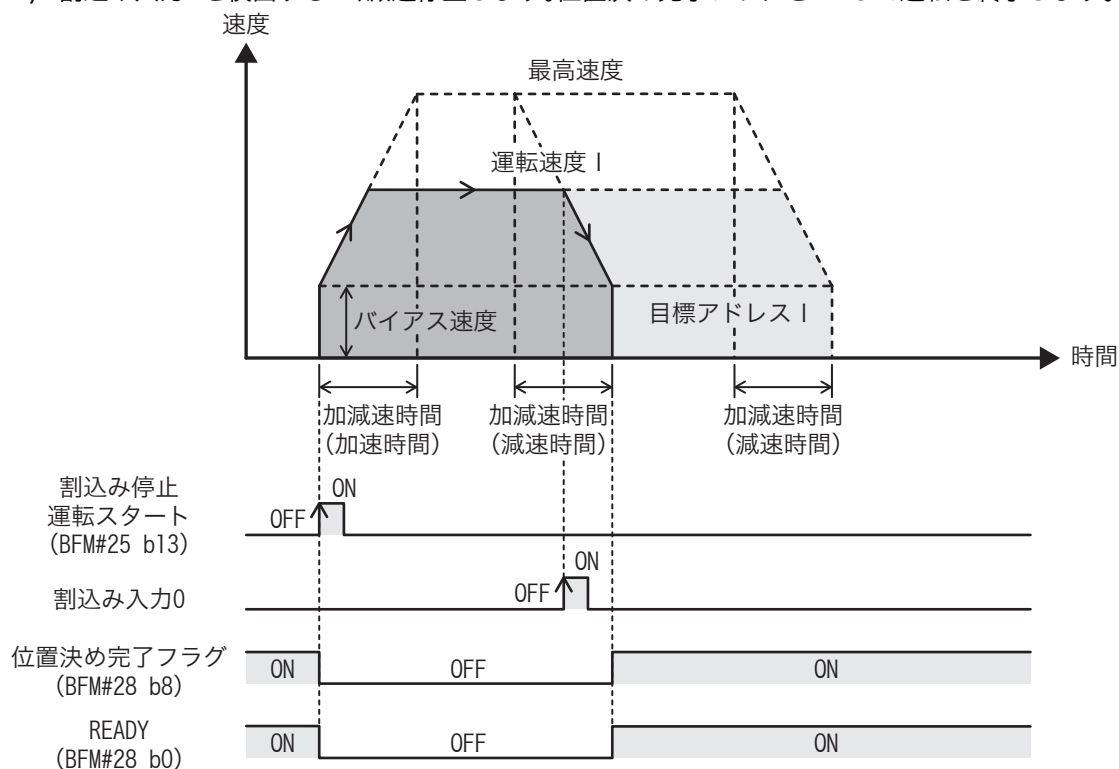 速度
最高速度
運転速度Ⅰ
バイアス速度
目標アドレスⅠ
時間
加減速時間
(加速時間)
加減速時間
(減速時間)
加減速時間
(減速時間)
割込み停止
運転スタート
(BFM#25 b13)
OFF
ON
割込み入力0
OFF
ON
位置決め完了フラグ
(BFM#28 b8)
ON
OFF
ON
READY
(BFM#28 b0)
ON
OFF
ON